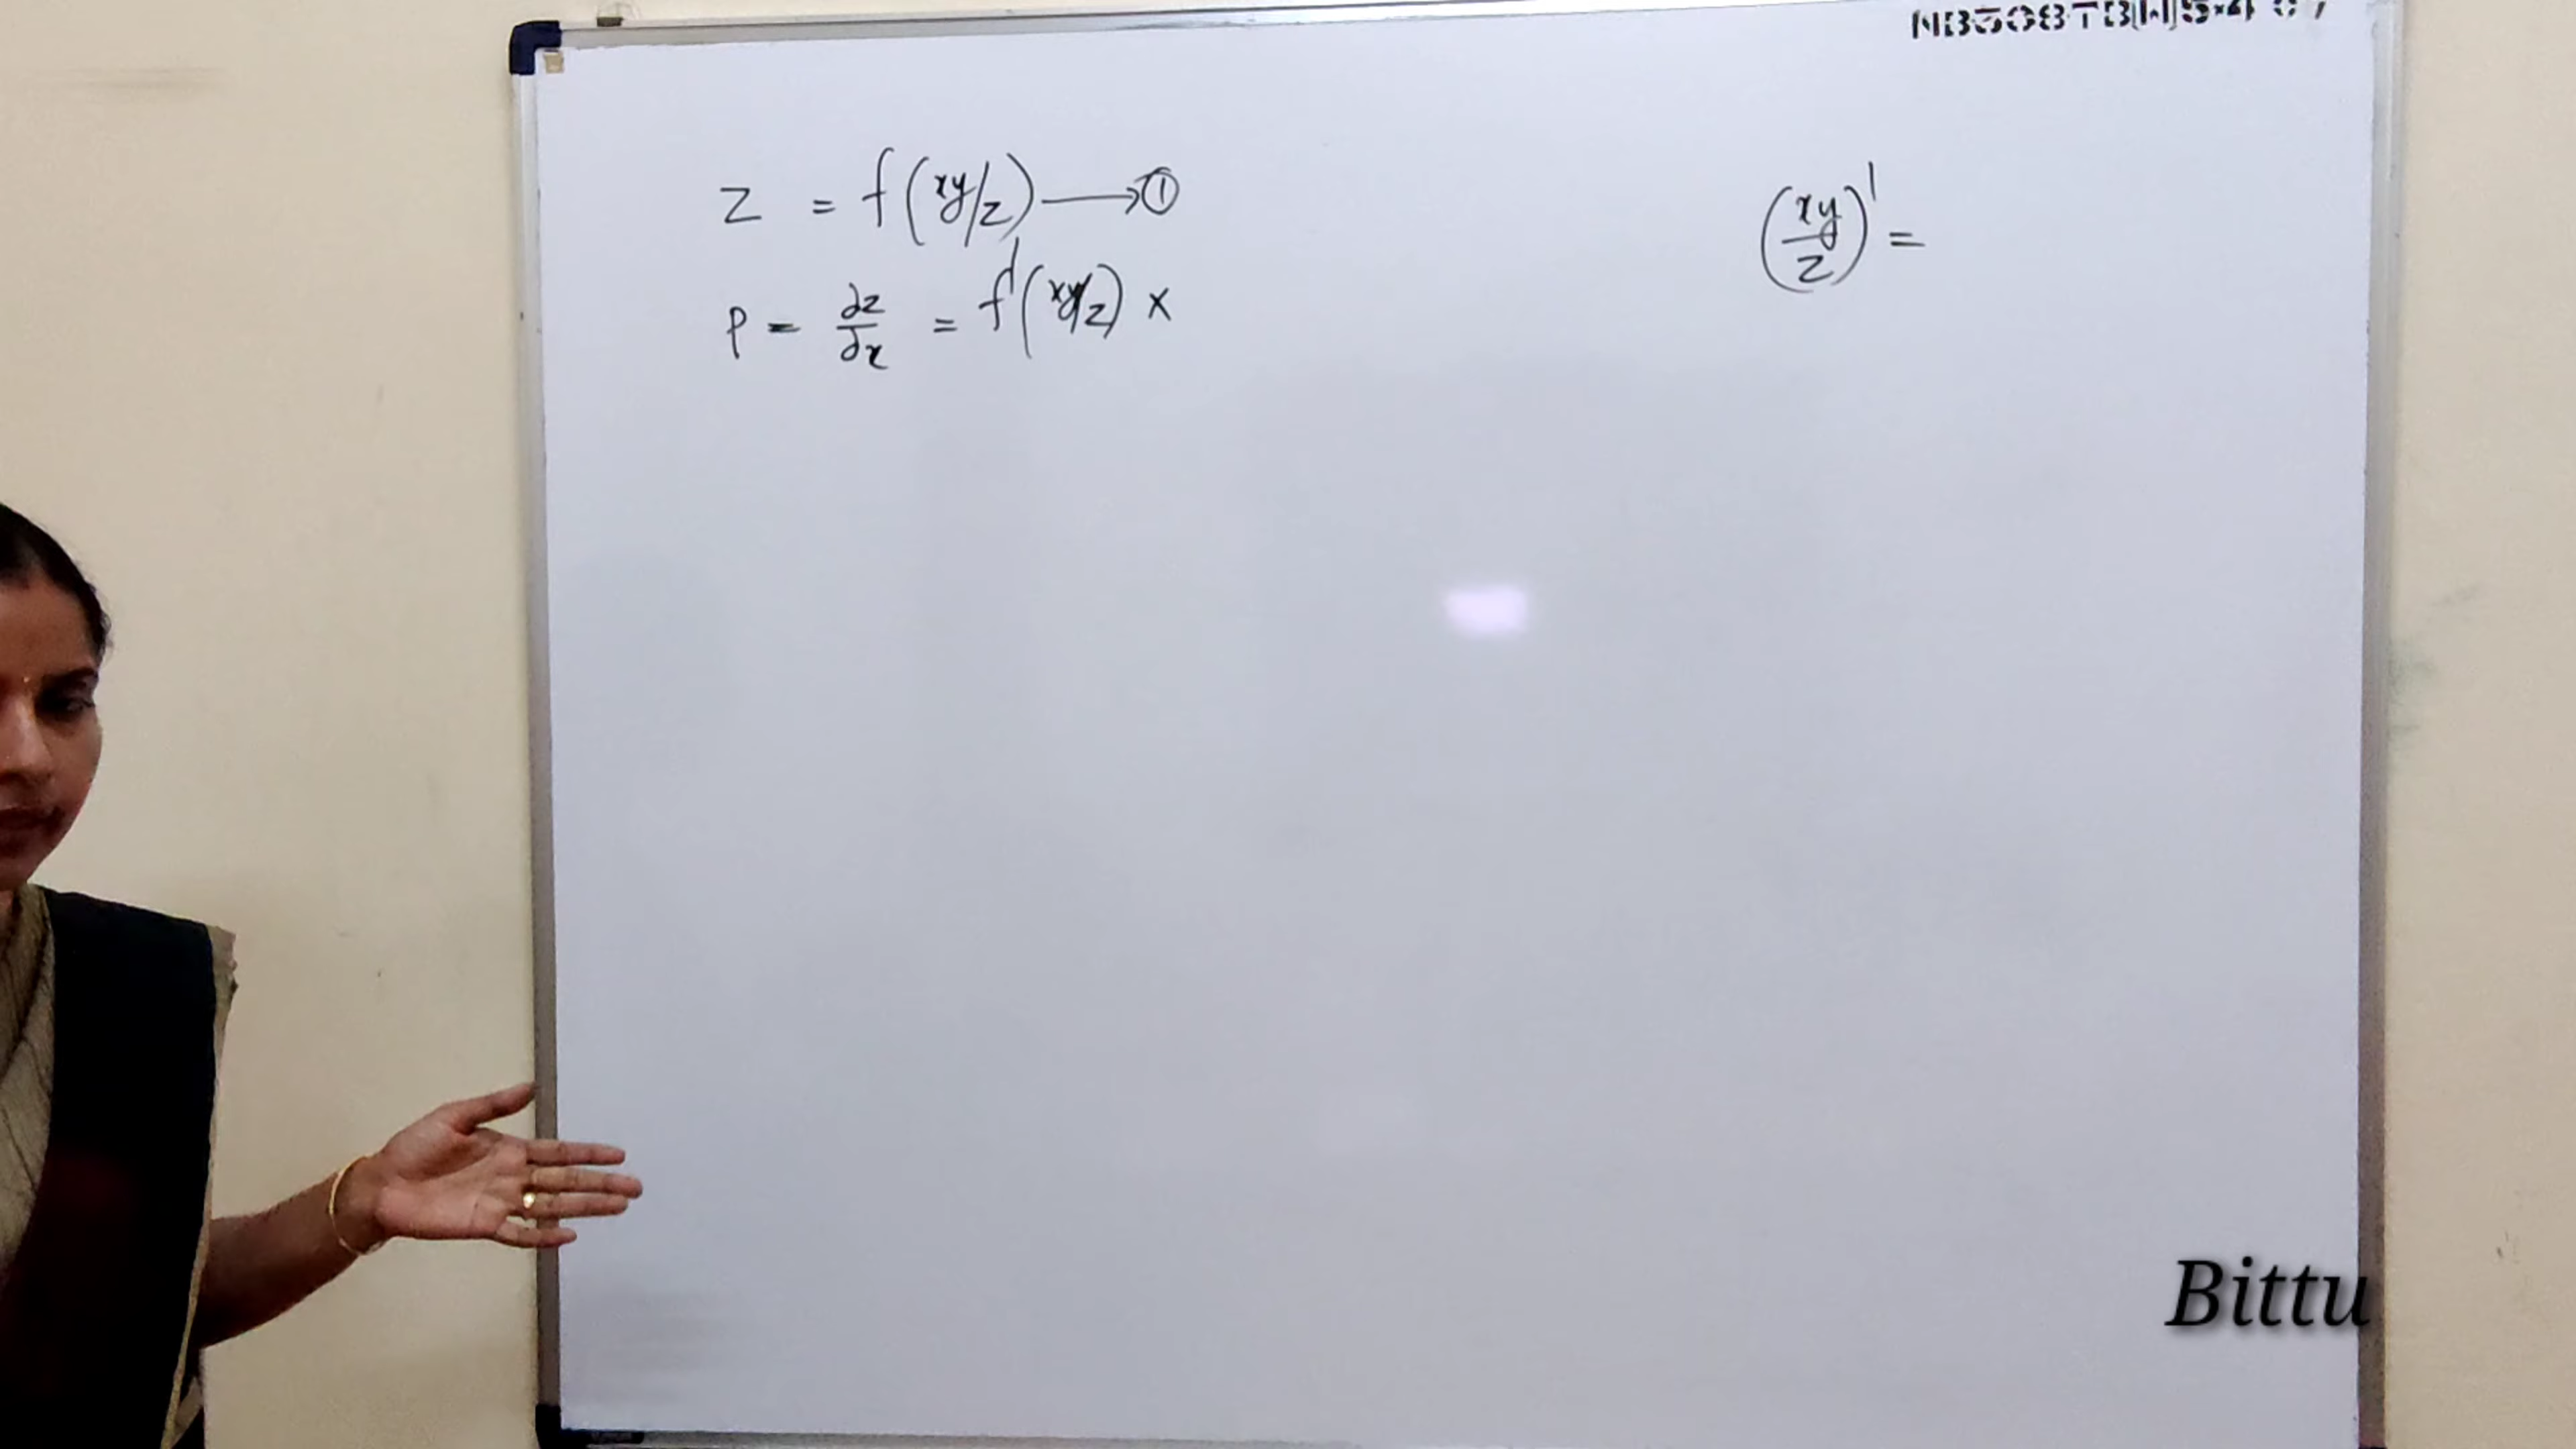 z = f(xy/z) → ①
p = ∂z/∂x = f'(xy/z) ×
(xy/z)' =
Bittu